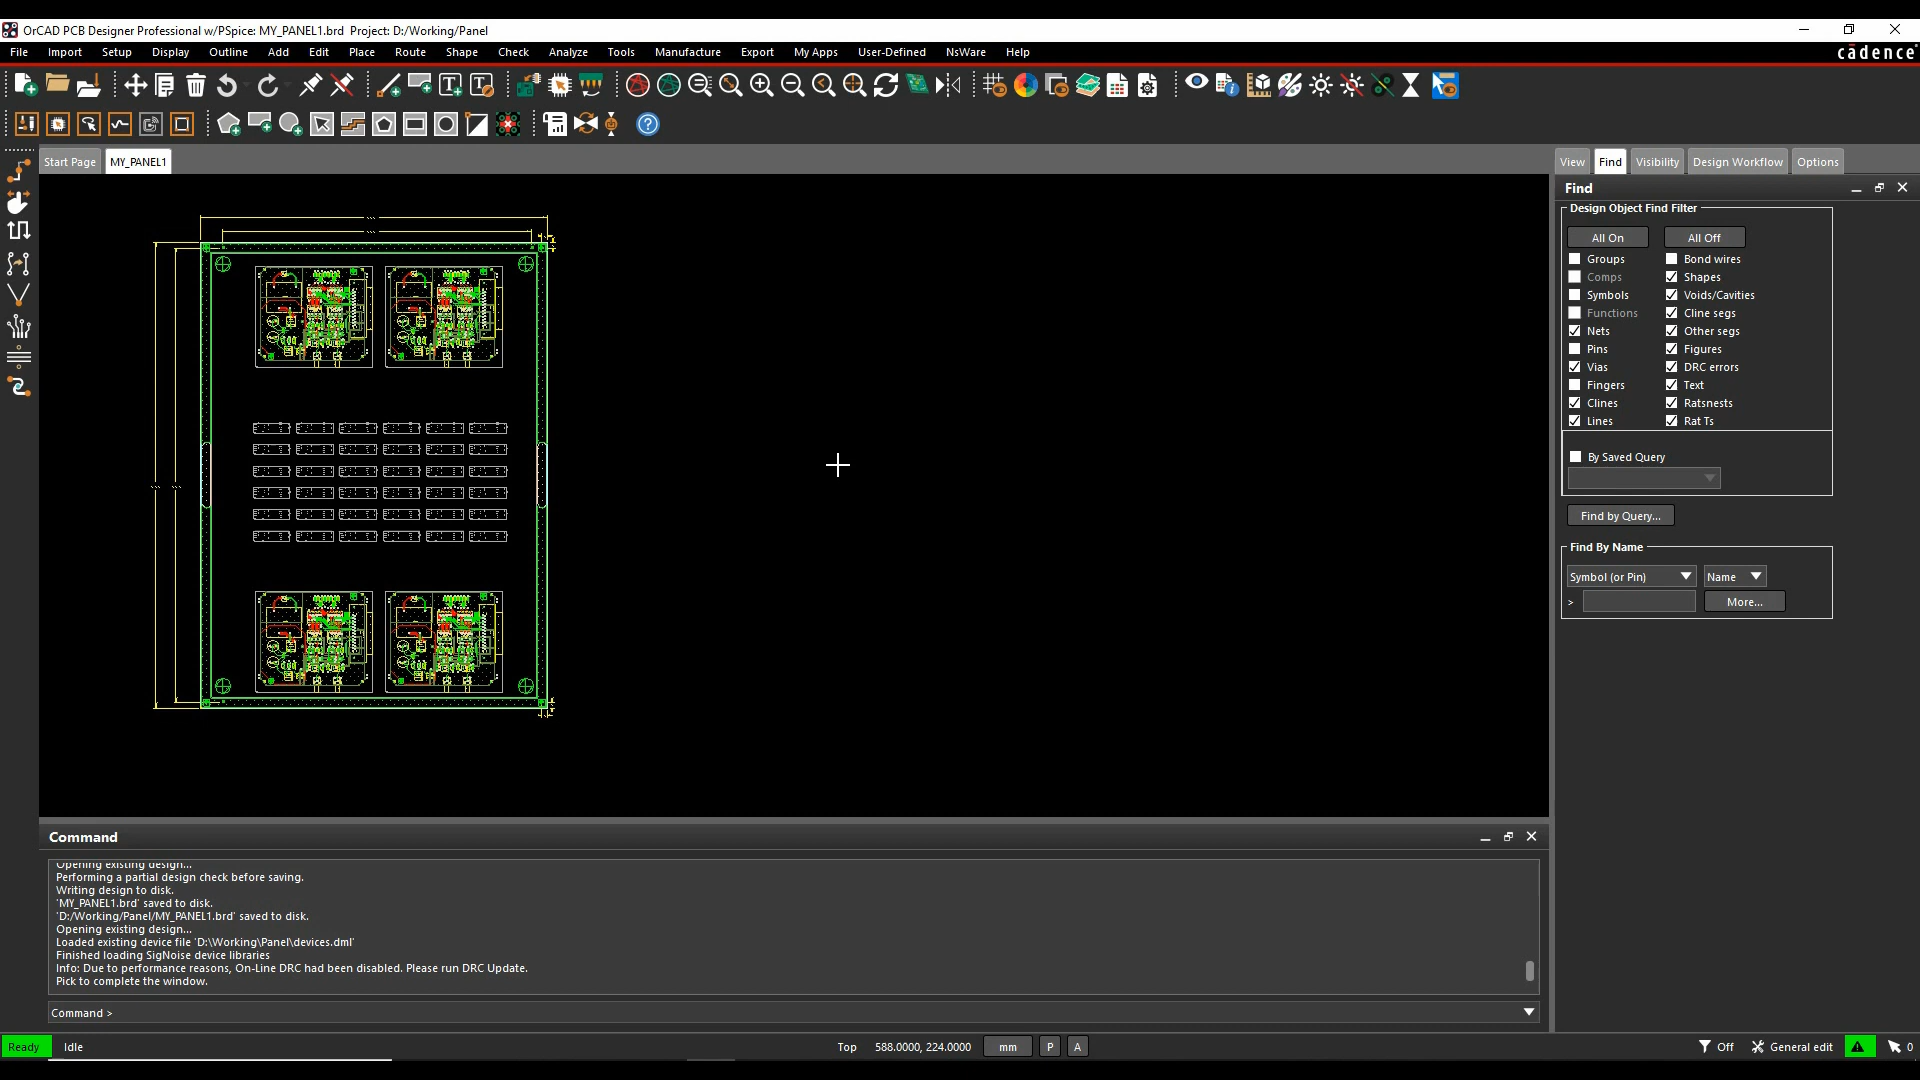 OrCAD PCB Designer Professional w/PSpice: MY_PANEL1.brd  Project: D:/Working/Panel
File Import Setup Display Outline Add Edit Place Route Shape Check Analyze Tools Manufacture Export My Apps User-Defined NsWare Help
cādence
Start Page MY_PANEL1
View Find Visibility Design Workflow Options
Find
Design Object Find Filter
All On All Off
Groups Bond wires
Comps Shapes
Symbols Voids/Cavities
Functions Cline segs
Nets Other segs
Pins Figures
Vias DRC errors
Fingers Text
Clines Ratsnests
Lines Rat Ts
By Saved Query
Find by Query...
Find By Name
Symbol (or Pin) Name
> More...
Command
Opening existing design...
Performing a partial design check before saving.
Writing design to disk.
'MY_PANEL1.brd' saved to disk.
'D:/Working/Panel/MY_PANEL1.brd' saved to disk.
Opening existing design...
Loaded existing device file 'D:\Working\Panel\devices.dml'
Finished loading SigNoise device libraries
Info: Due to performance reasons, On-Line DRC had been disabled. Please run DRC Update.
Pick to complete the window.
Command >
Ready Idle Top 588.0000, 224.0000 mm P A Off General edit 0